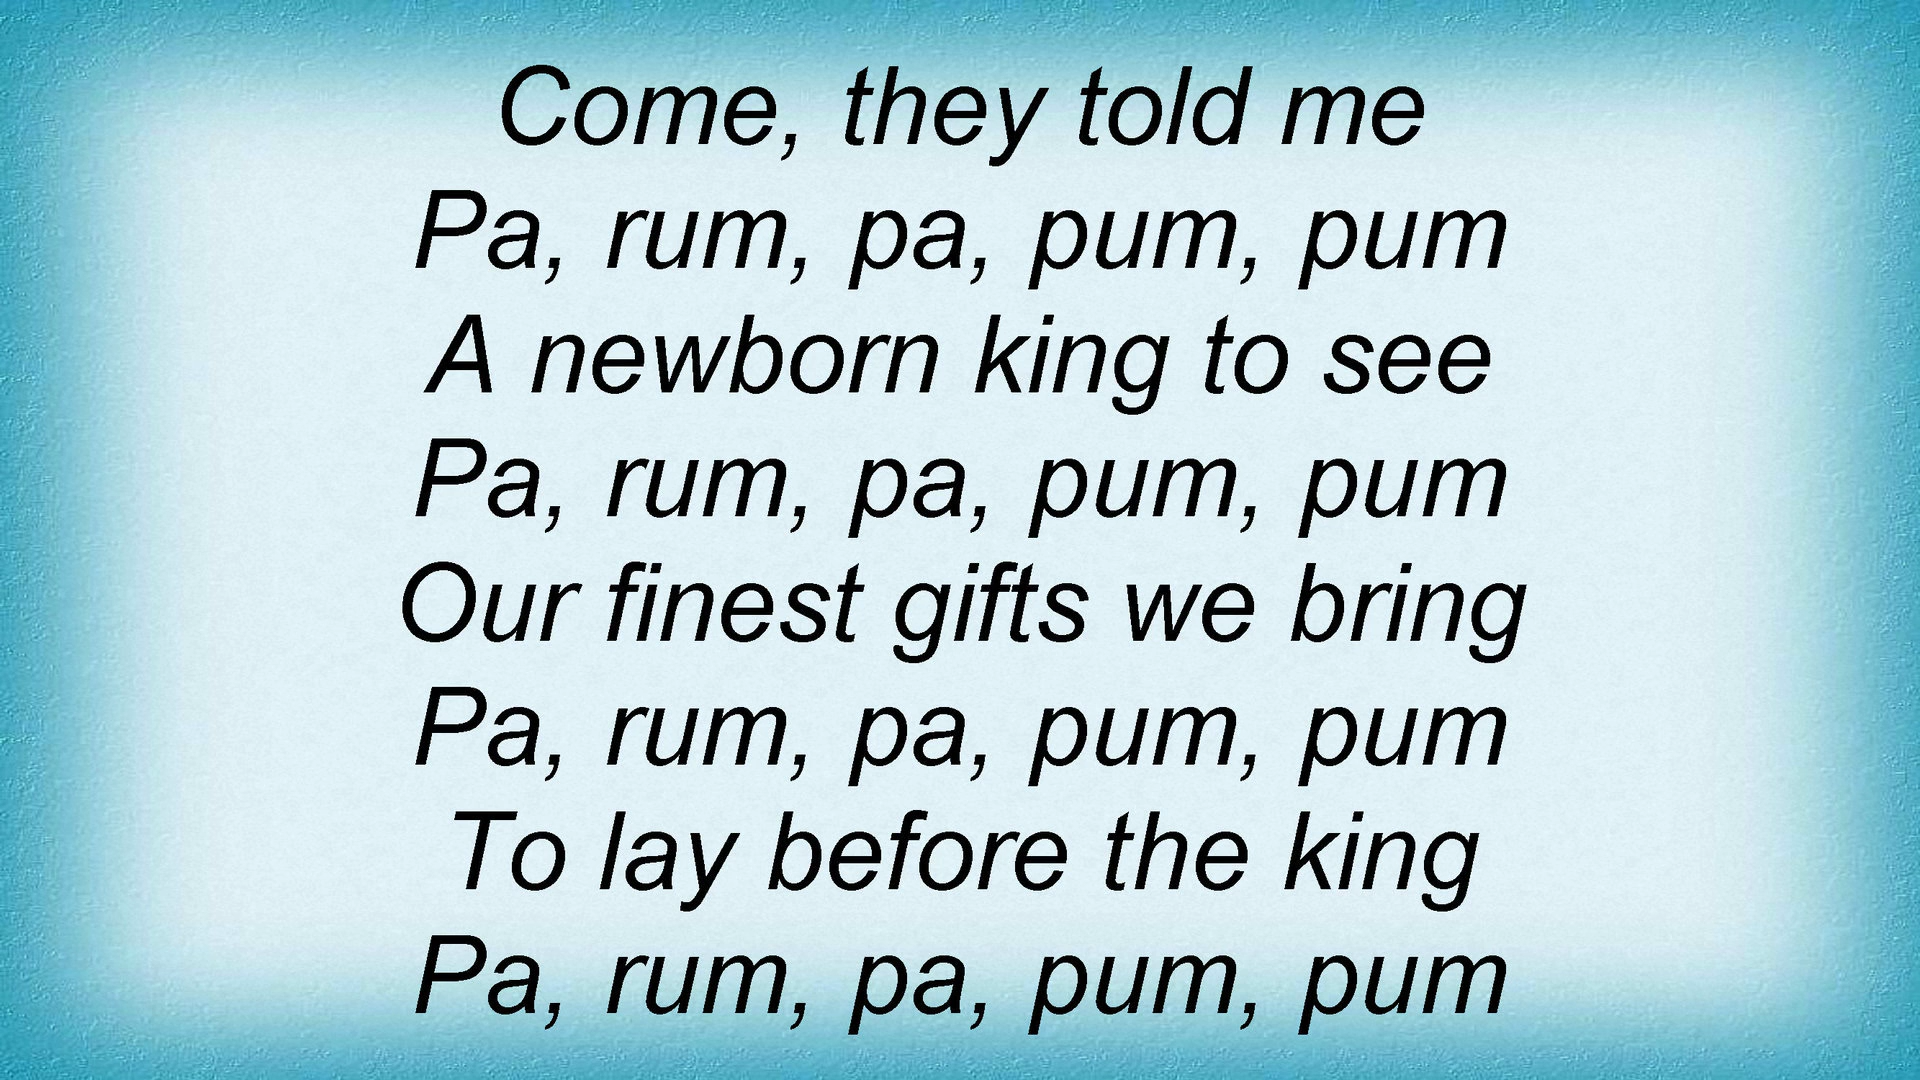 Come, they told me
Pa, rum, pa, pum, pum
A newborn king to see
Pa, rum, pa, pum, pum
Our finest gifts we bring
Pa, rum, pa, pum, pum
To lay before the king
Pa, rum, pa, pum, pum